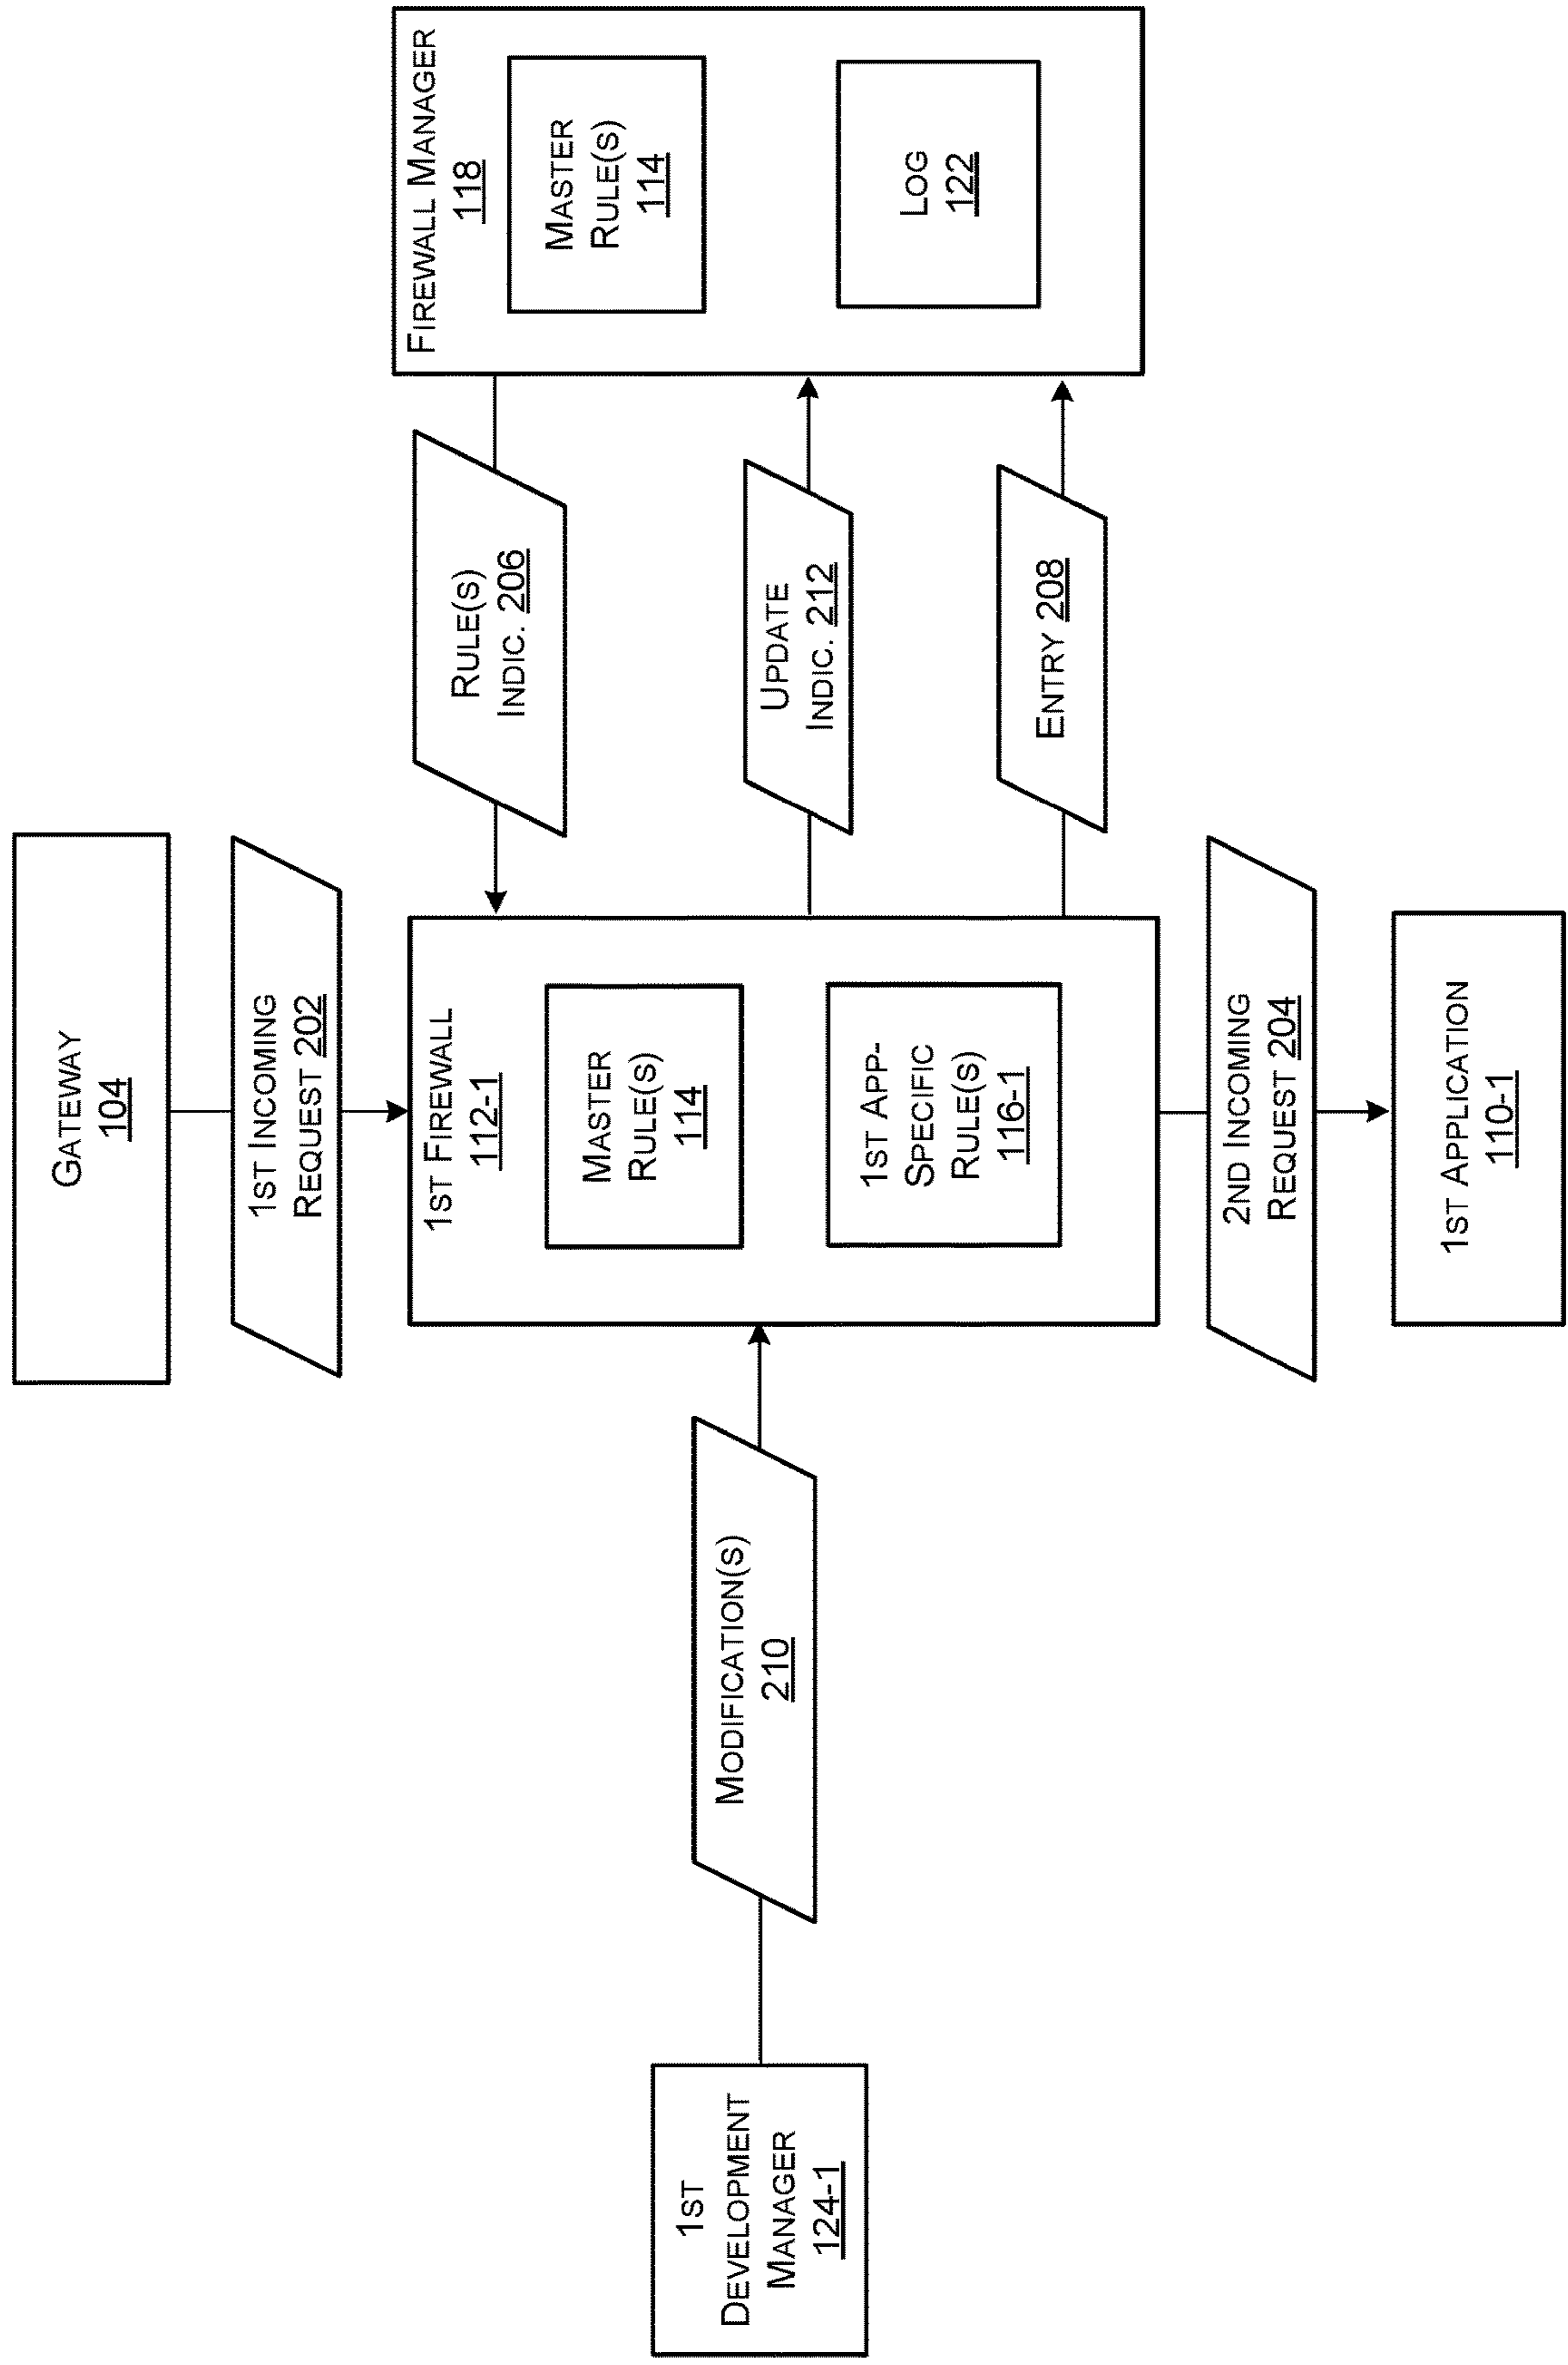 GATEWAY
104
1ST INCOMING
REQUEST 202
1ST FIREWALL
112-1
MASTER
RULE(S)
114
1ST APP-
SPECIFIC
RULE(S)
116-1
2ND INCOMING
REQUEST 204
1ST APPLICATION
110-1
1ST
DEVELOPMENT
MANAGER
124-1
MODIFICATION(S)
210
RULE(S)
INDIC. 206
UPDATE
INDIC. 212
ENTRY 208
FIREWALL MANAGER
118
MASTER
RULE(S)
114
LOG
122